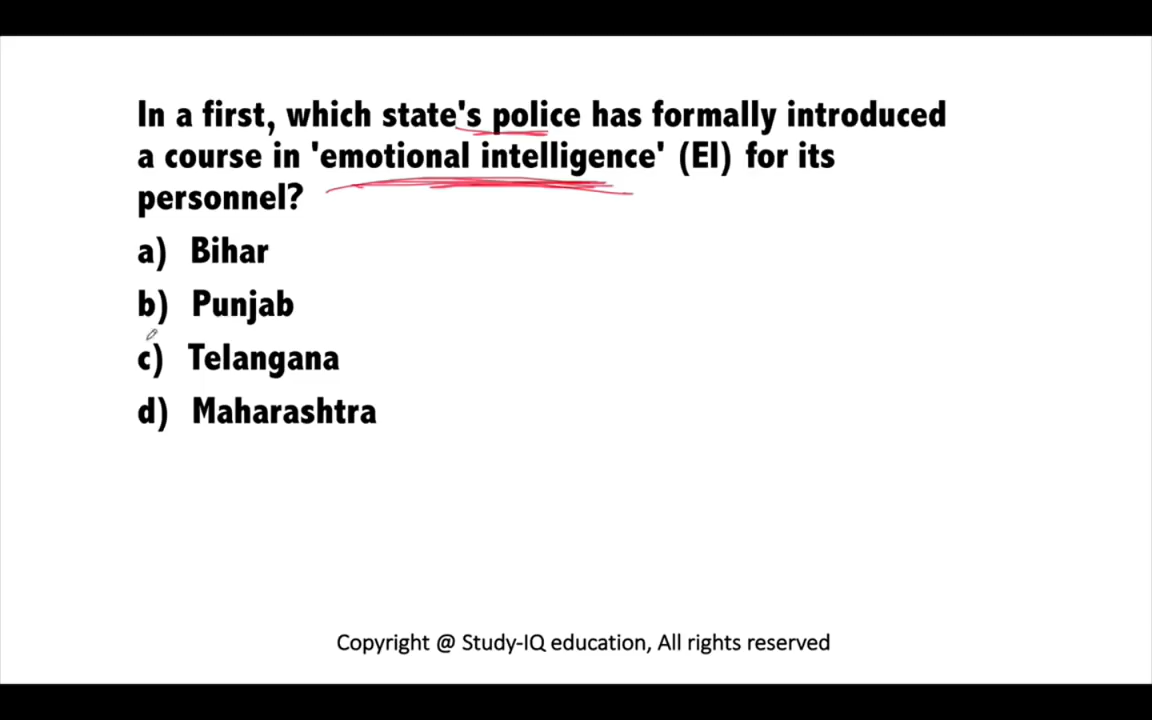 In a first, which state's police has formally introduced
a course in 'emotional intelligence' (EI) for its
personnel?
a) Bihar
b) Punjab
c) Telangana
d) Maharashtra
Copyright @ Study-IQ education, All rights reserved